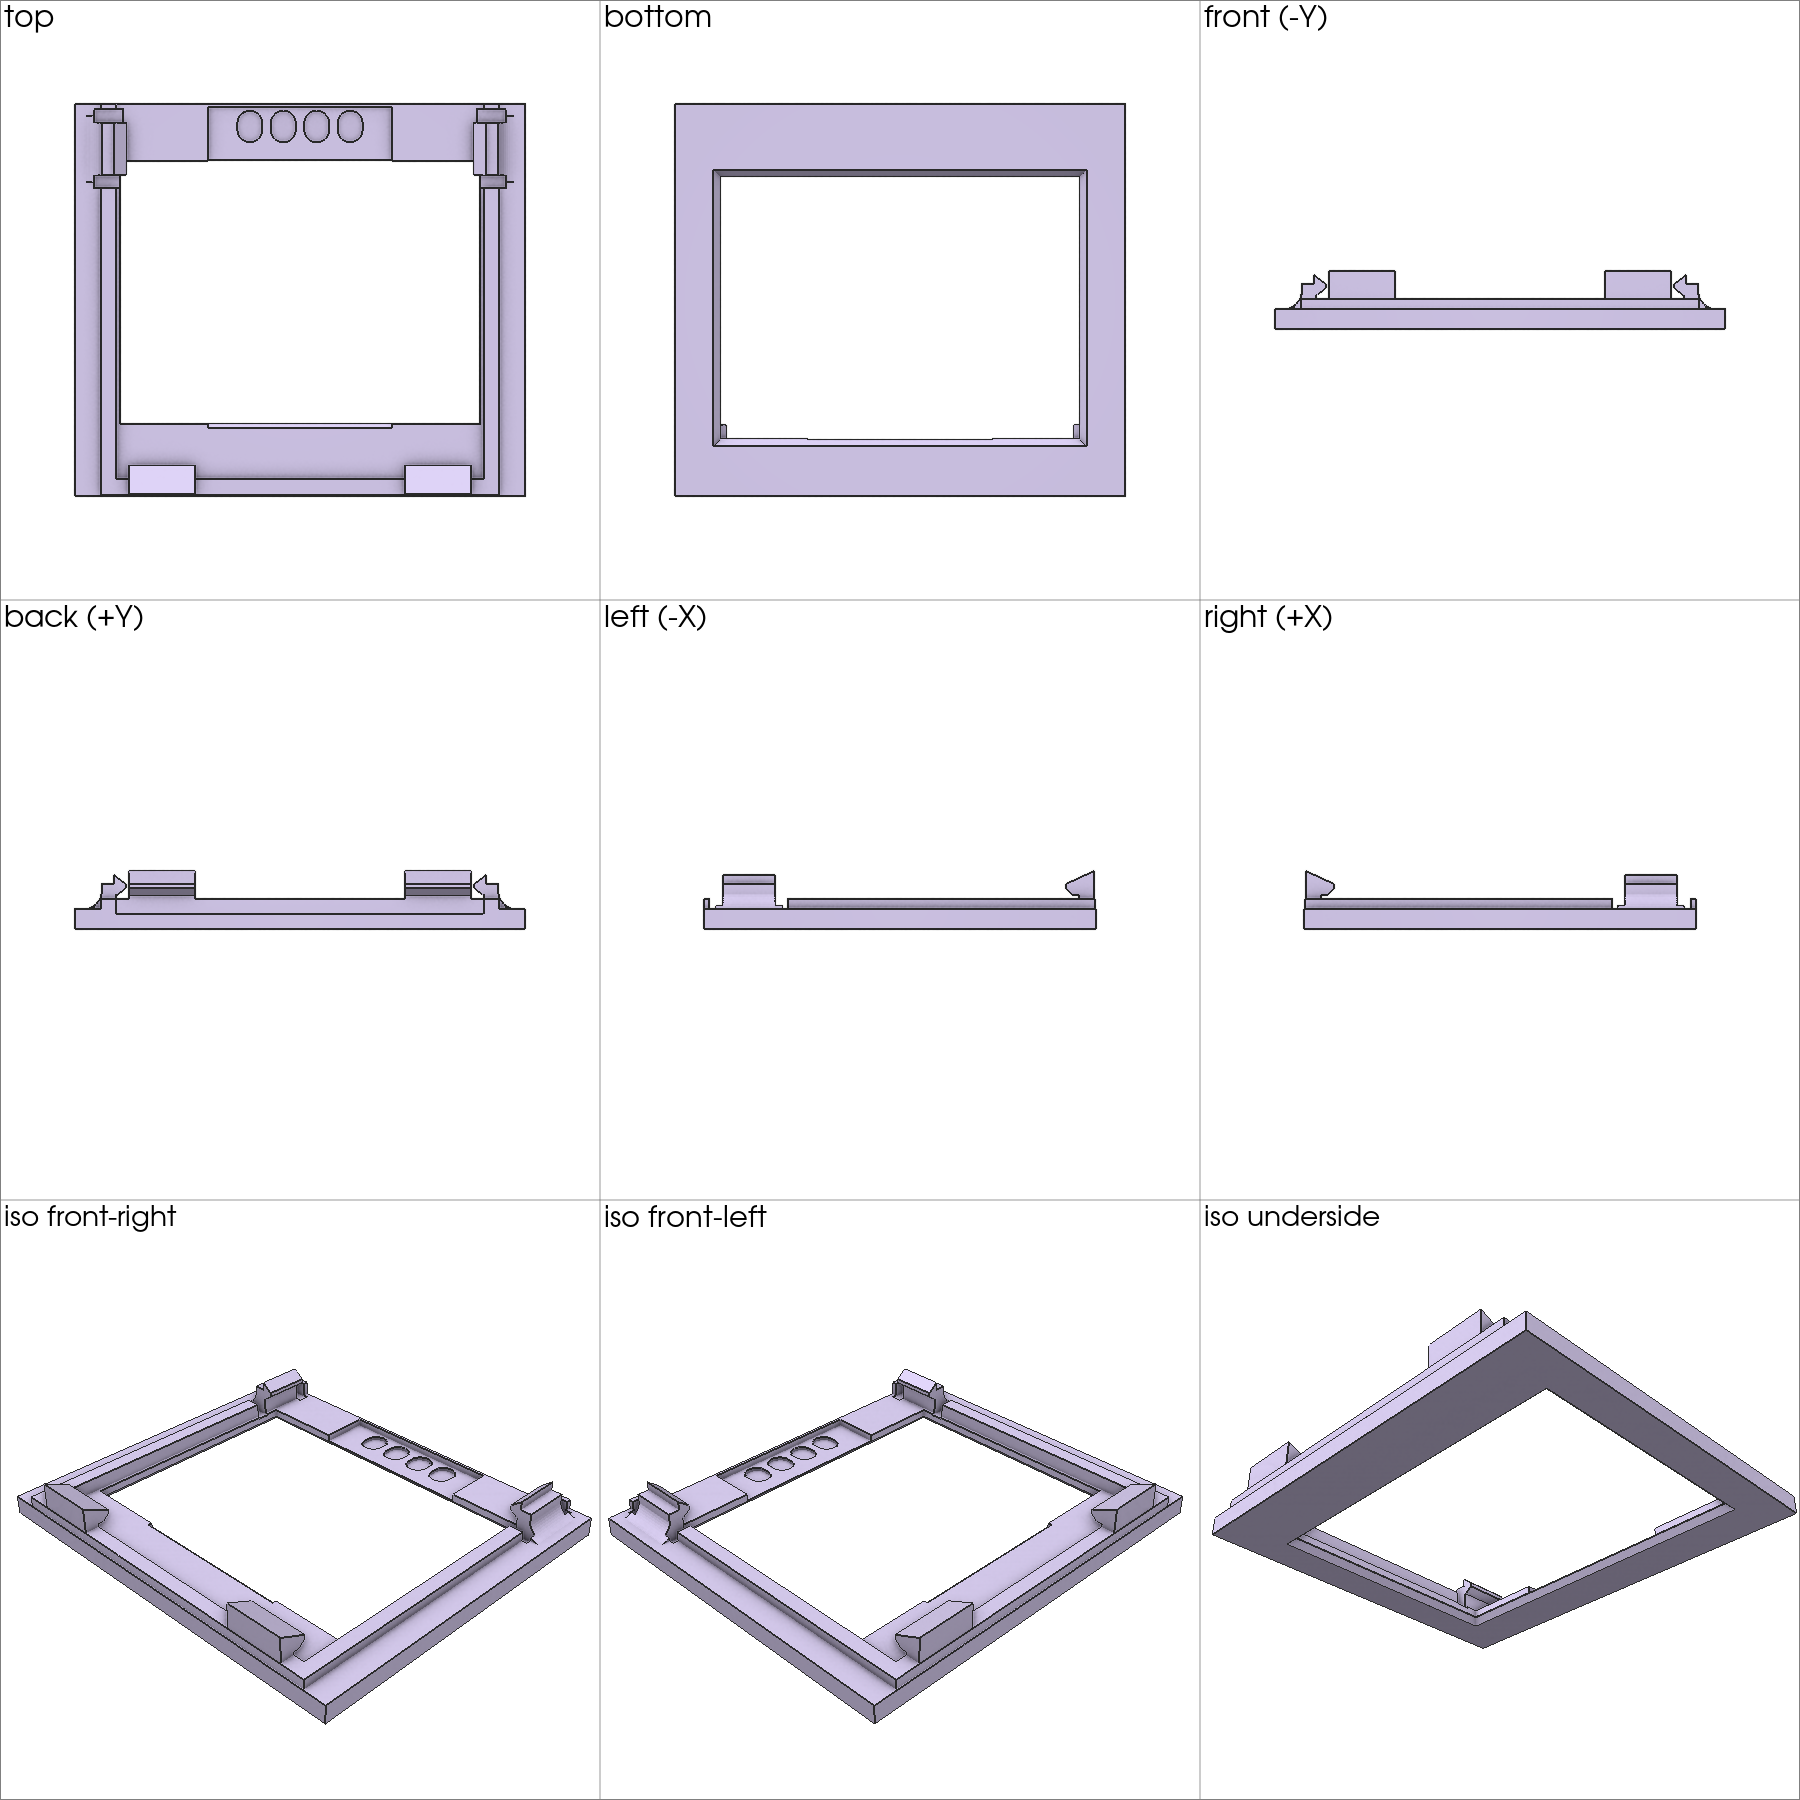 top
bottom
front (-Y)
back (+Y)
left (-X)
right (+X)
iso front-right
iso front-left
iso underside